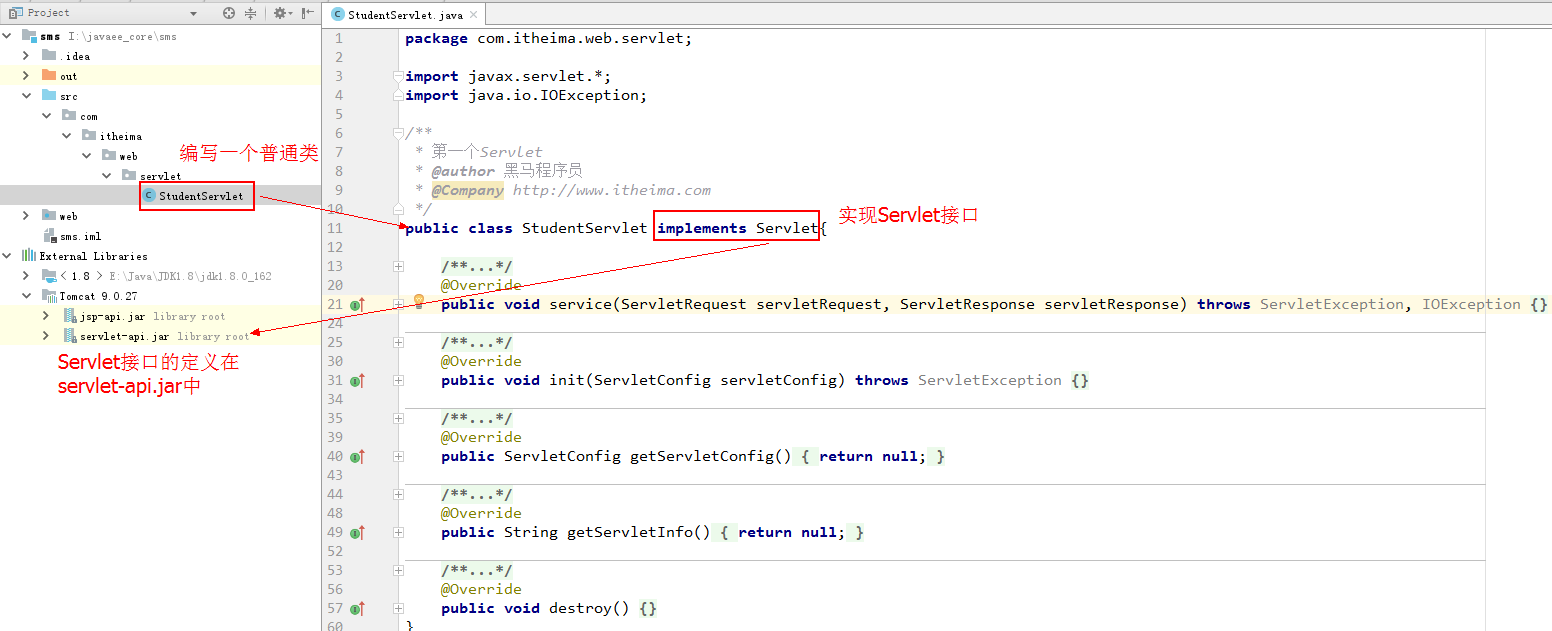 Project
StudentServlet.java
sms I:\javaee_core\sms
.idea
out
src
com
itheima
web
servlet
StudentServlet
web
sms.iml
External Libraries
< 1.8 > E:\Java\JDK1.8\jdk1.8.0_162
Tomcat 9.0.27
jsp-api.jar library root
servlet-api.jar library root
编写一个普通类
Servlet接口的定义在
servlet-api.jar中
1 package com.itheima.web.servlet;
2
3 import javax.servlet.*;
4 import java.io.IOException;
5
6 /**
7 * 第一个Servlet
8 * @author 黑马程序员
9 * @Company http://www.itheima.com
10 */
11 public class StudentServlet implements Servlet{
实现Servlet接口
12
13 /**...*/
20 @Override
21 public void service(ServletRequest servletRequest, ServletResponse servletResponse) throws ServletException, IOException {}
24
25 /**...*/
30 @Override
31 public void init(ServletConfig servletConfig) throws ServletException {}
34
35 /**...*/
39 @Override
40 public ServletConfig getServletConfig() { return null; }
43
44 /**...*/
48 @Override
49 public String getServletInfo() { return null; }
52
53 /**...*/
56 @Override
57 public void destroy() {}
60 }